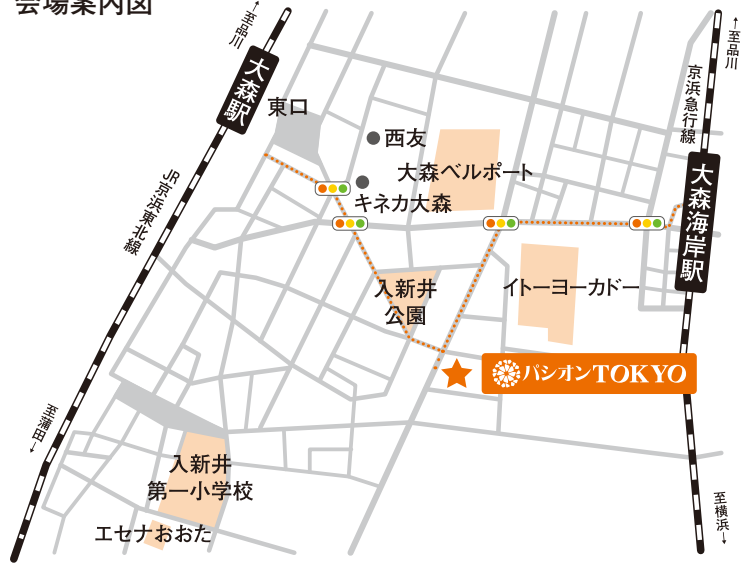 会場案内図
←至品川
大森駅
東口
西友
大森ベルポート
キネカ大森
JR京浜東北線
入新井
公園
イトーヨーカドー
←至品川
京浜急行線
大森海岸駅
パシオンTOKYO
至蒲田→
入新井
第一小学校
エセナおおた
至横浜→